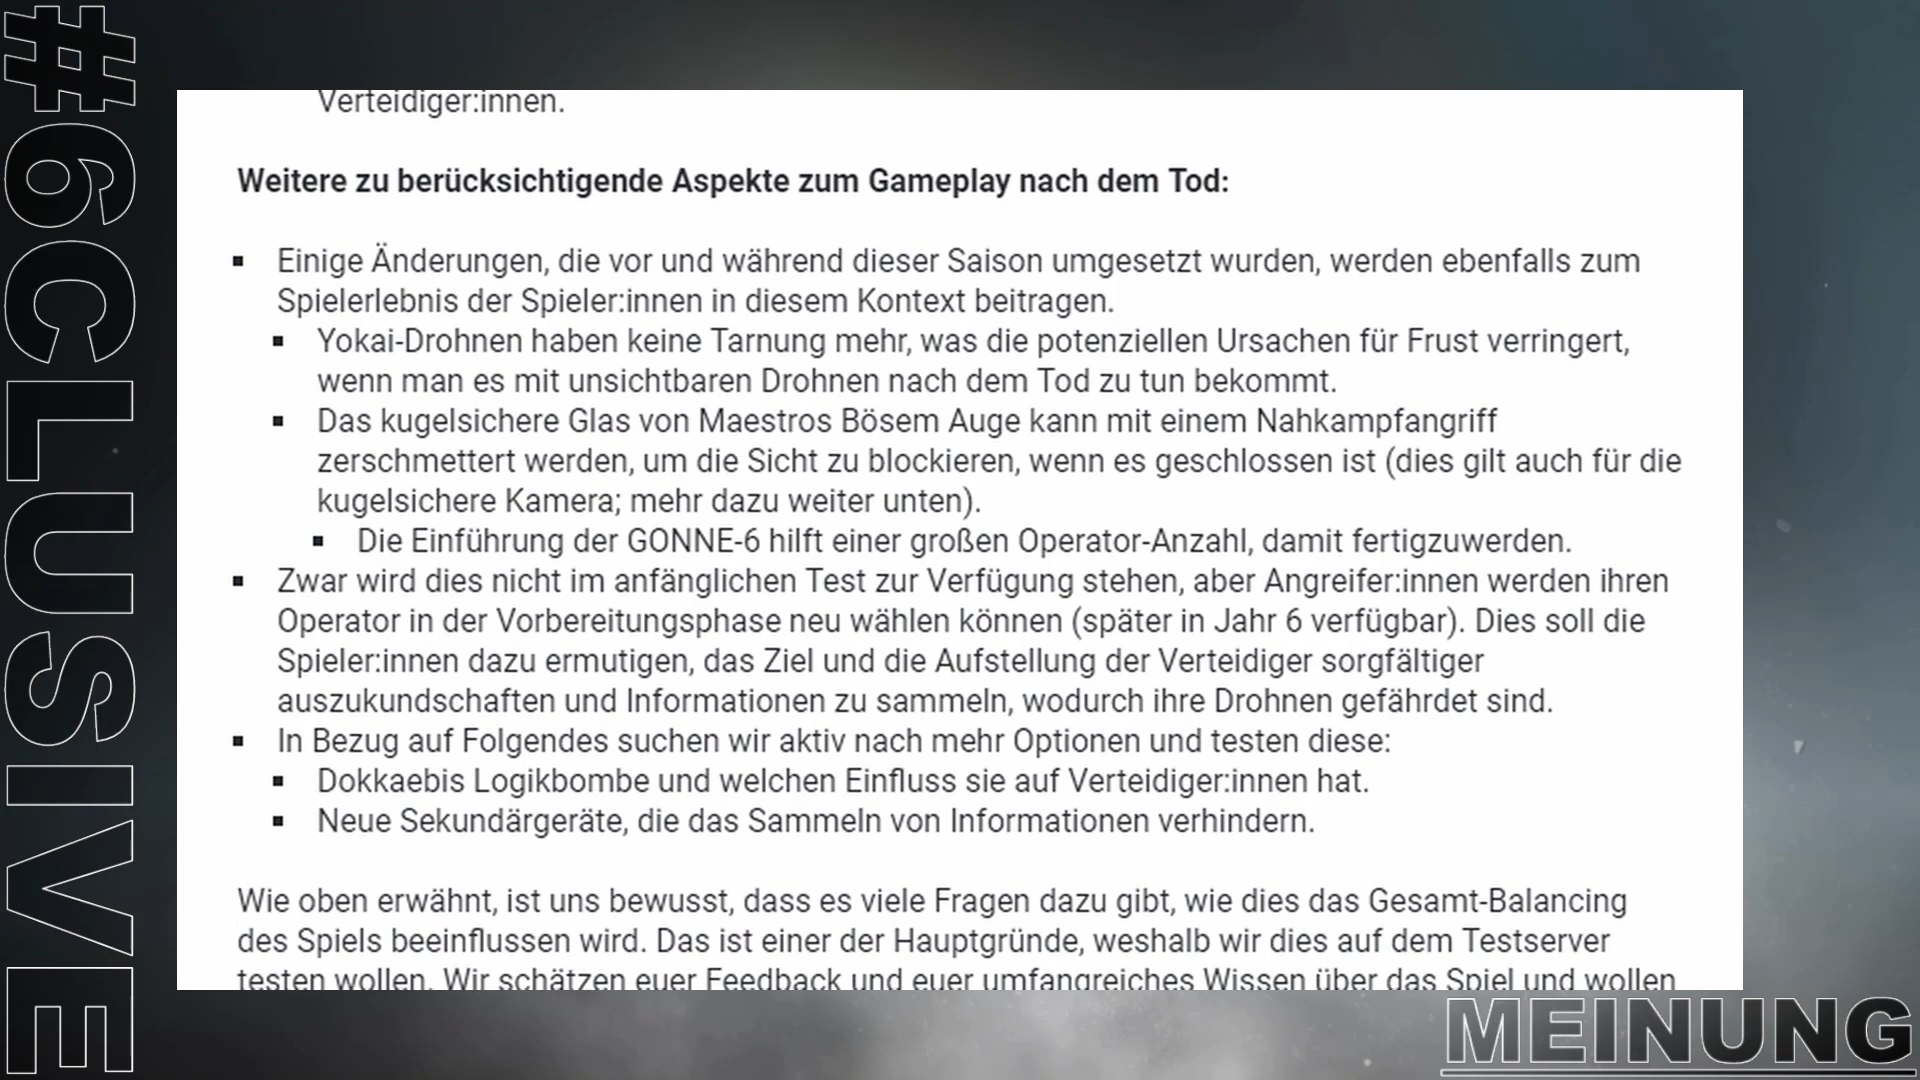 #6CLUSIVE
Verteidiger:innen.
Weitere zu berücksichtigende Aspekte zum Gameplay nach dem Tod:
▪ Einige Änderungen, die vor und während dieser Saison umgesetzt wurden, werden ebenfalls zum
Spielerlebnis der Spieler:innen in diesem Kontext beitragen.
▪ Yokai-Drohnen haben keine Tarnung mehr, was die potenziellen Ursachen für Frust verringert,
wenn man es mit unsichtbaren Drohnen nach dem Tod zu tun bekommt.
▪ Das kugelsichere Glas von Maestros Bösem Auge kann mit einem Nahkampfangriff
zerschmettert werden, um die Sicht zu blockieren, wenn es geschlossen ist (dies gilt auch für die
kugelsichere Kamera; mehr dazu weiter unten).
▪ Die Einführung der GONNE-6 hilft einer großen Operator-Anzahl, damit fertigzuwerden.
▪ Zwar wird dies nicht im anfänglichen Test zur Verfügung stehen, aber Angreifer:innen werden ihren
Operator in der Vorbereitungsphase neu wählen können (später in Jahr 6 verfügbar). Dies soll die
Spieler:innen dazu ermutigen, das Ziel und die Aufstellung der Verteidiger sorgfältiger
auszukundschaften und Informationen zu sammeln, wodurch ihre Drohnen gefährdet sind.
▪ In Bezug auf Folgendes suchen wir aktiv nach mehr Optionen und testen diese:
▪ Dokkaebis Logikbombe und welchen Einfluss sie auf Verteidiger:innen hat.
▪ Neue Sekundärgeräte, die das Sammeln von Informationen verhindern.
Wie oben erwähnt, ist uns bewusst, dass es viele Fragen dazu gibt, wie dies das Gesamt-Balancing
des Spiels beeinflussen wird. Das ist einer der Hauptgründe, weshalb wir dies auf dem Testserver
testen wollen. Wir schätzen euer Feedback und euer umfangreiches Wissen über das Spiel und wollen
MEINUNG